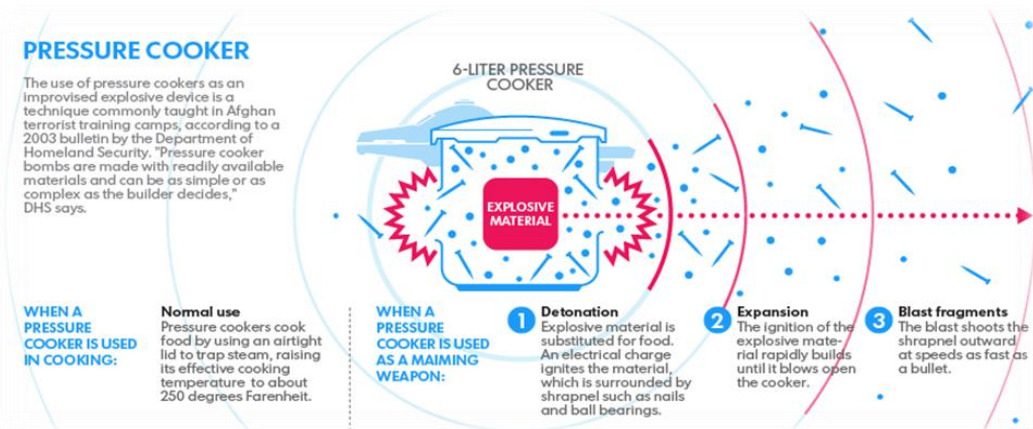 PRESSURE COOKER
The use of pressure cookers as an
improvised explosive device is a
technique commonly taught in Afghan
terrorist training camps, according to a
2003 bulletin by the Department of
Homeland Security. "Pressure cooker
bombs are made with readily available
materials and can be as simple or as
complex as the builder decides,"
DHS says.
6-LITER PRESSURE
COOKER
EXPLOSIVE
MATERIAL
WHEN A
PRESSURE
COOKER IS USED
IN COOKING:
Normal use
Pressure cookers cook
food by using an airtight
lid to trap steam, raising
its effective cooking
temperature to about
250 degrees Farenheit.
WHEN A
PRESSURE
COOKER IS USED
AS A MAIMING
WEAPON:
1
Detonation
Explosive material is
substituted for food.
An electrical charge
ignites the material,
which is surrounded by
shrapnel such as nails
and ball bearings.
2
Expansion
The ignition of the
explosive mate-
rial rapidly builds
until it blows open
the cooker.
3
Blast fragments
The blast shoots the
shrapnel outward
at speeds as fast as
a bullet.